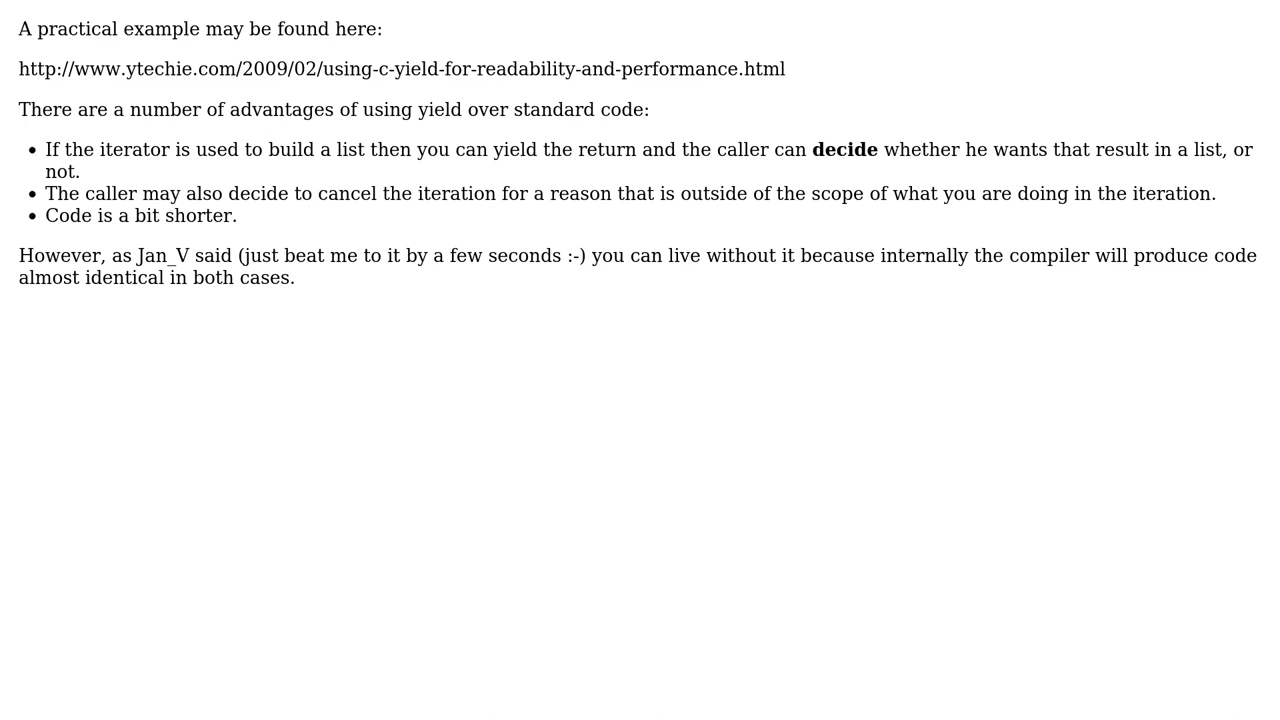 A practical example may be found here:
http://www.ytechie.com/2009/02/using-c-yield-for-readability-and-performance.html
There are a number of advantages of using yield over standard code:
• If the iterator is used to build a list then you can yield the return and the caller can decide whether he wants that result in a list, or
not.
• The caller may also decide to cancel the iteration for a reason that is outside of the scope of what you are doing in the iteration.
• Code is a bit shorter.
However, as Jan_V said (just beat me to it by a few seconds :-) you can live without it because internally the compiler will produce code
almost identical in both cases.